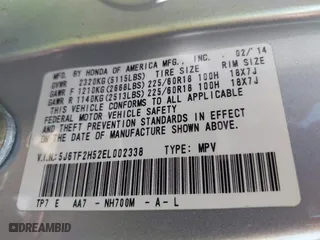 MFD. BY HONDA OF AMERICA MFG., INC. 02/14
GVWR 2320KG(5115LBS) TIRE SIZE RIM SIZE
GAWR F 1210KG(2668LBS) 225/60R18 100H 18X7J
GAWR R 1140KG(2513LBS) 225/60R18 100H 18X7J
THIS VEHICLE CONFORMS TO ALL APPLICABLE
FEDERAL MOTOR VEHICLE SAFETY
AND THEFT PREVENTION STANDARDS IN EFFECT
ON THE DATE OF MANUFACTURE SHOWN ABOVE.
V.I.N: 5J6TF2H52EL002338 TYPE: MPV
TP7 E AA7 - NH700M - A - L
AUTOBIDMASTER